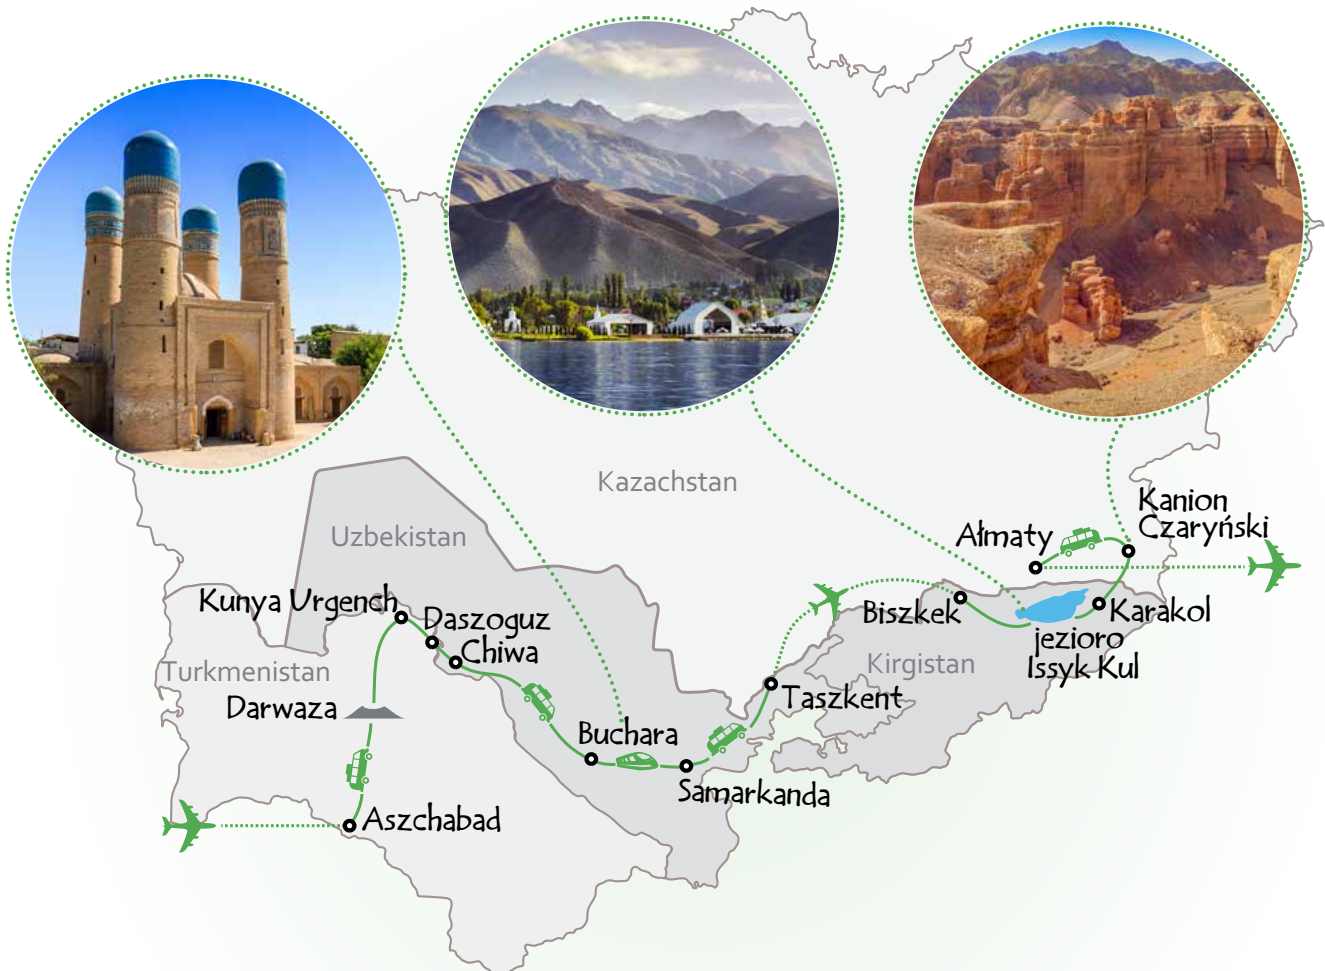 Kazachstan
Uzbekistan
Kanion
Czaryński
Ałmaty
Kunya Urgench
Daszoguz
Chiwa
Biszkek
Karakol
jezioro
Issyk Kul
Turkmenistan
Kirgistan
Darwaza
Taszkent
Buchara
Samarkanda
Aszchabad